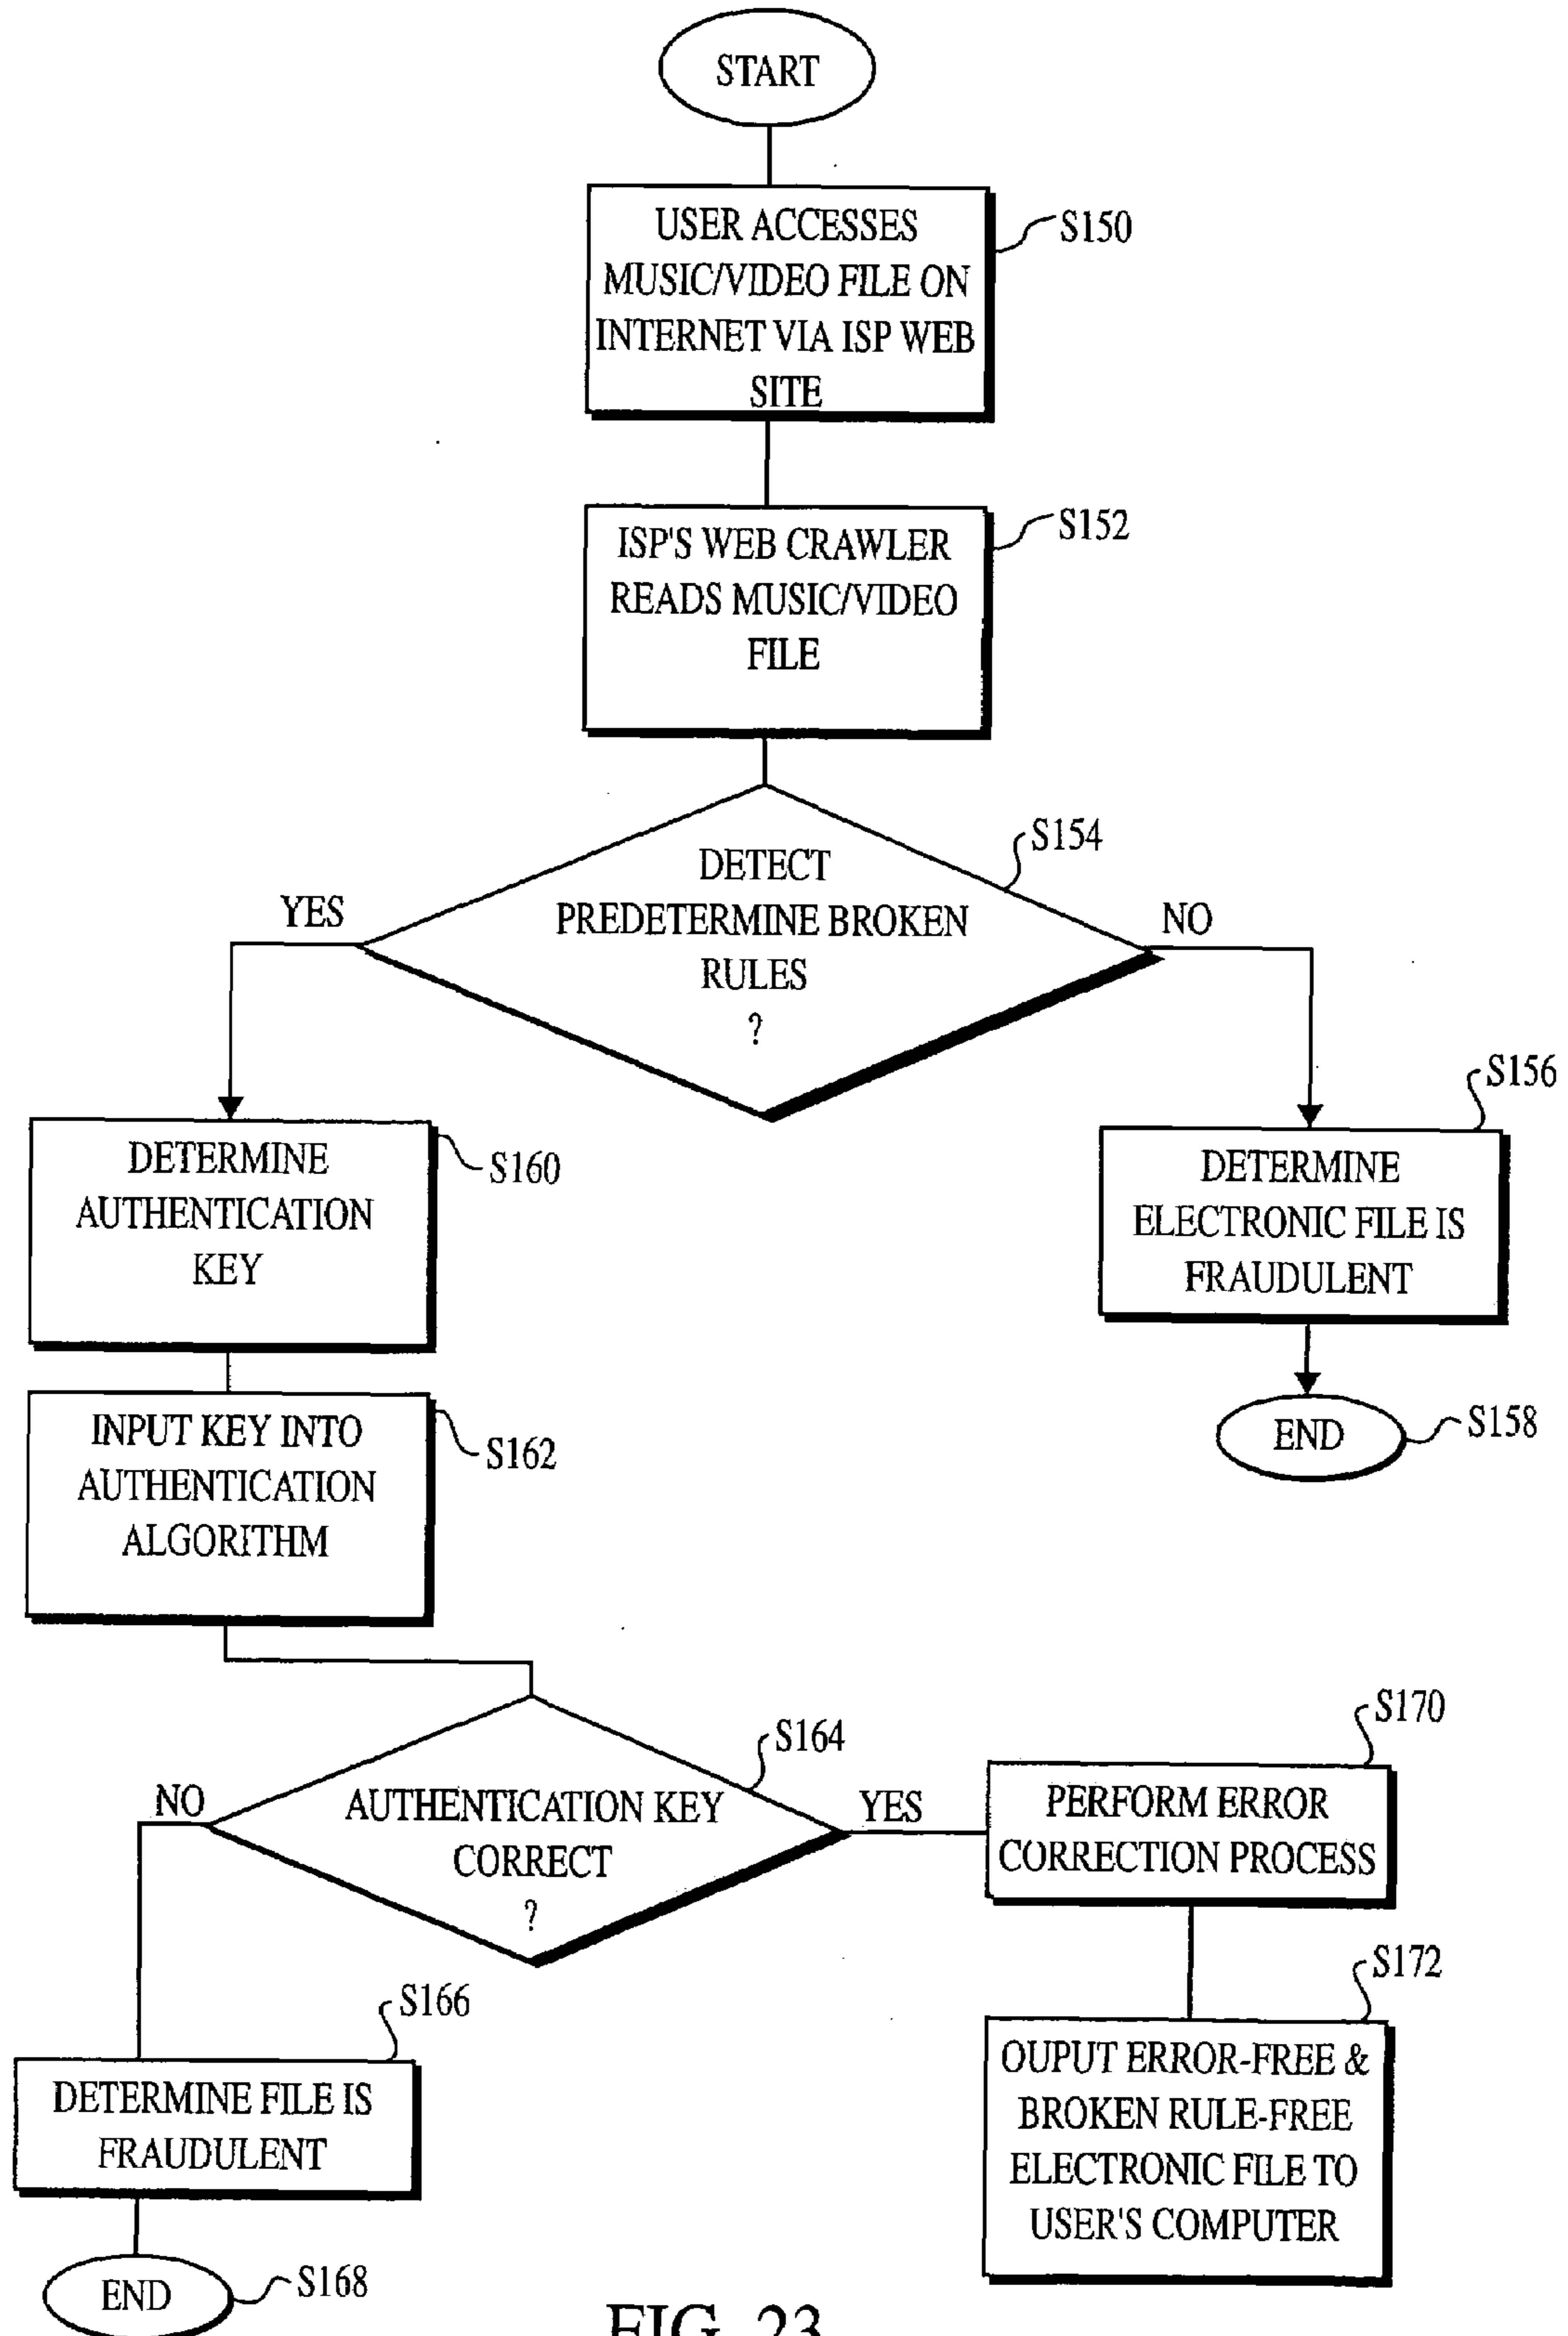 START
USER ACCESSES
MUSIC/VIDEO FILE ON
INTERNET VIA ISP WEB
SITE
S150
ISP'S WEB CRAWLER
READS MUSIC/VIDEO
FILE
S152
DETECT
PREDETERMINE BROKEN
RULES
?
S154
YES
NO
DETERMINE
AUTHENTICATION
KEY
S160
DETERMINE
ELECTRONIC FILE IS
FRAUDULENT
S156
END
S158
INPUT KEY INTO
AUTHENTICATION
ALGORITHM
S162
AUTHENTICATION KEY
CORRECT
?
S164
NO
YES
PERFORM ERROR
CORRECTION PROCESS
S170
DETERMINE FILE IS
FRAUDULENT
S166
OUPUT ERROR-FREE &
BROKEN RULE-FREE
ELECTRONIC FILE TO
USER'S COMPUTER
S172
END
S168
FIG. 23